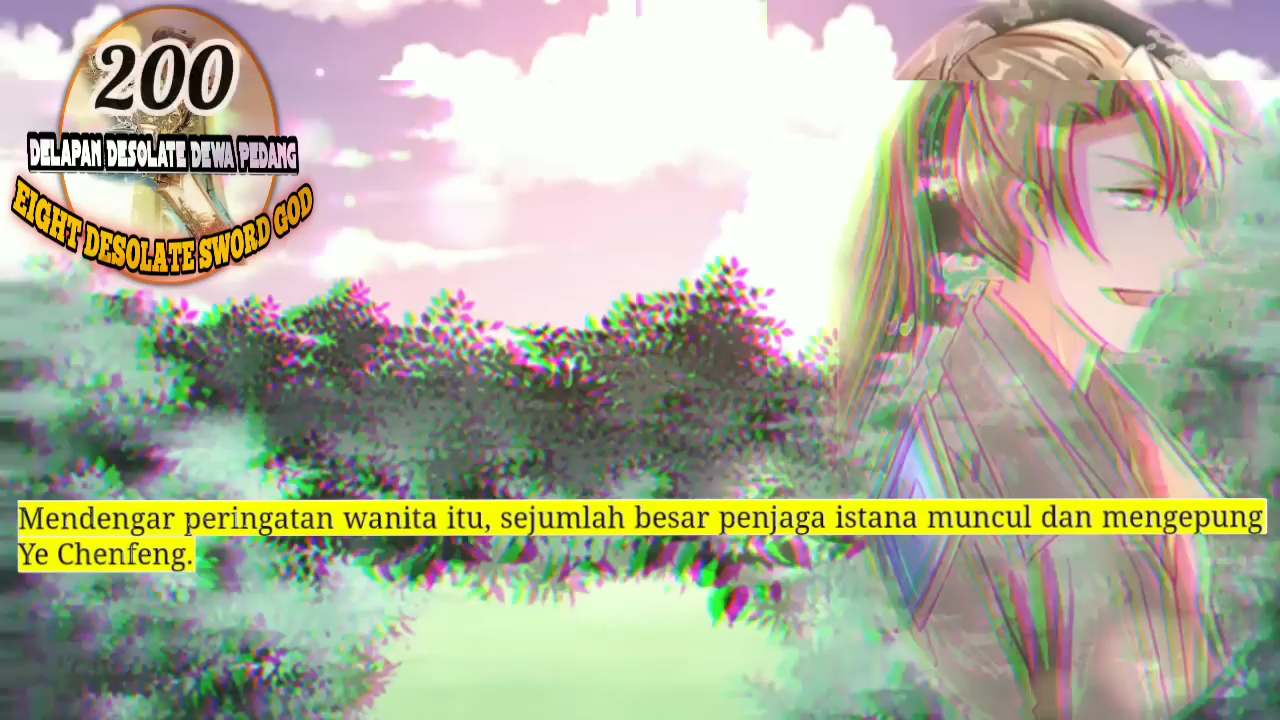 200
DELAPAN DESOLATE DEWA PEDANG
EIGHT DESOLATE SWORD GOD
Mendengar peringatan wanita itu, sejumlah besar penjaga istana muncul dan mengepung
Ye Chenfeng.